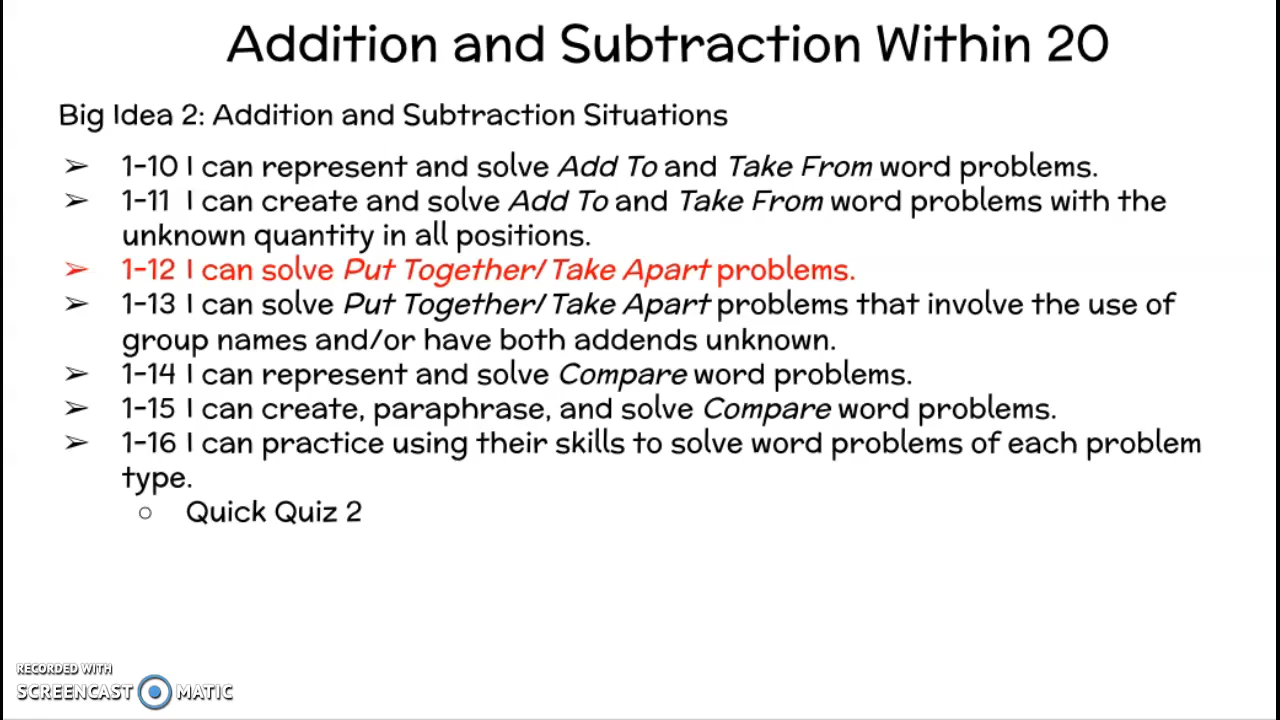 Addition and Subtraction Within 20
Big Idea 2: Addition and Subtraction Situations
➢ 1-10 I can represent and solve Add To and Take From word problems.
➢ 1-11 I can create and solve Add To and Take From word problems with the
unknown quantity in all positions.
➢ 1-12 I can solve Put Together/ Take Apart problems.
➢ 1-13 I can solve Put Together/ Take Apart problems that involve the use of
group names and/or have both addends unknown.
➢ 1-14 I can represent and solve Compare word problems.
➢ 1-15 I can create, paraphrase, and solve Compare word problems.
➢ 1-16 I can practice using their skills to solve word problems of each problem
type.
○ Quick Quiz 2
RECORDED WITH
SCREENCAST MATIC